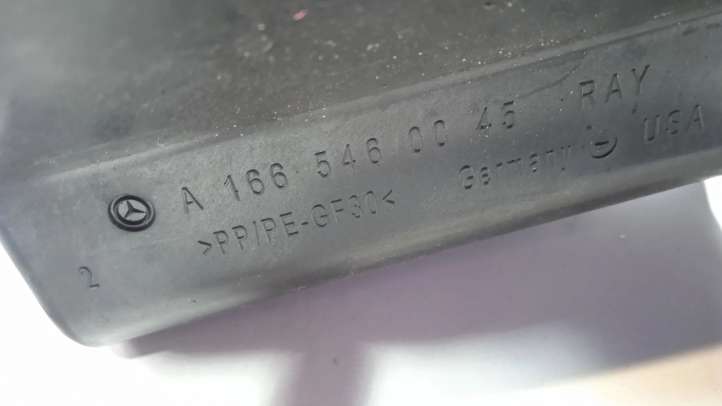 A 166 546 00 45 RAY
>PP/PE-GF30< Germany USA
2